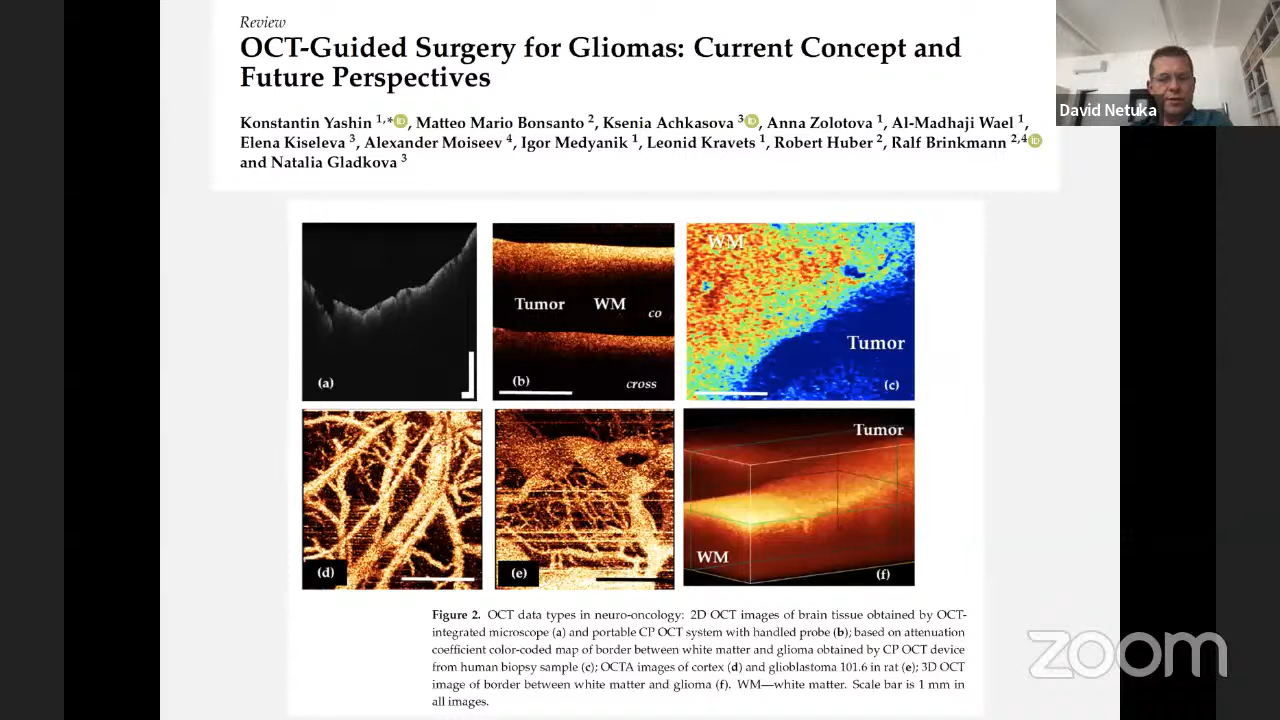 Review
OCT-Guided Surgery for Gliomas: Current Concept and
Future Perspectives
Konstantin Yashin 1,*, Matteo Mario Bonsanto 2, Ksenia Achkasova 3, Anna Zolotova 1, Al-Madhaji Wael 1,
Elena Kiseleva 3, Alexander Moiseev 4, Igor Medyanik 1, Leonid Kravets 1, Robert Huber 2, Ralf Brinkmann 2,4
and Natalia Gladkova 3
David Netuka
(a)
Tumor WM co
(b) cross
WM
Tumor
(c)
(d)
(e)
Tumor
WM
(f)
Figure 2. OCT data types in neuro-oncology: 2D OCT images of brain tissue obtained by OCT-
integrated microscope (a) and portable CP OCT system with handled probe (b); based on attenuation
coefficient color-coded map of border between white matter and glioma obtained by CP OCT device
from human biopsy sample (c); OCTA images of cortex (d) and glioblastoma 101.6 in rat (e); 3D OCT
image of border between white matter and glioma (f). WM—white matter. Scale bar is 1 mm in
all images.
zoom